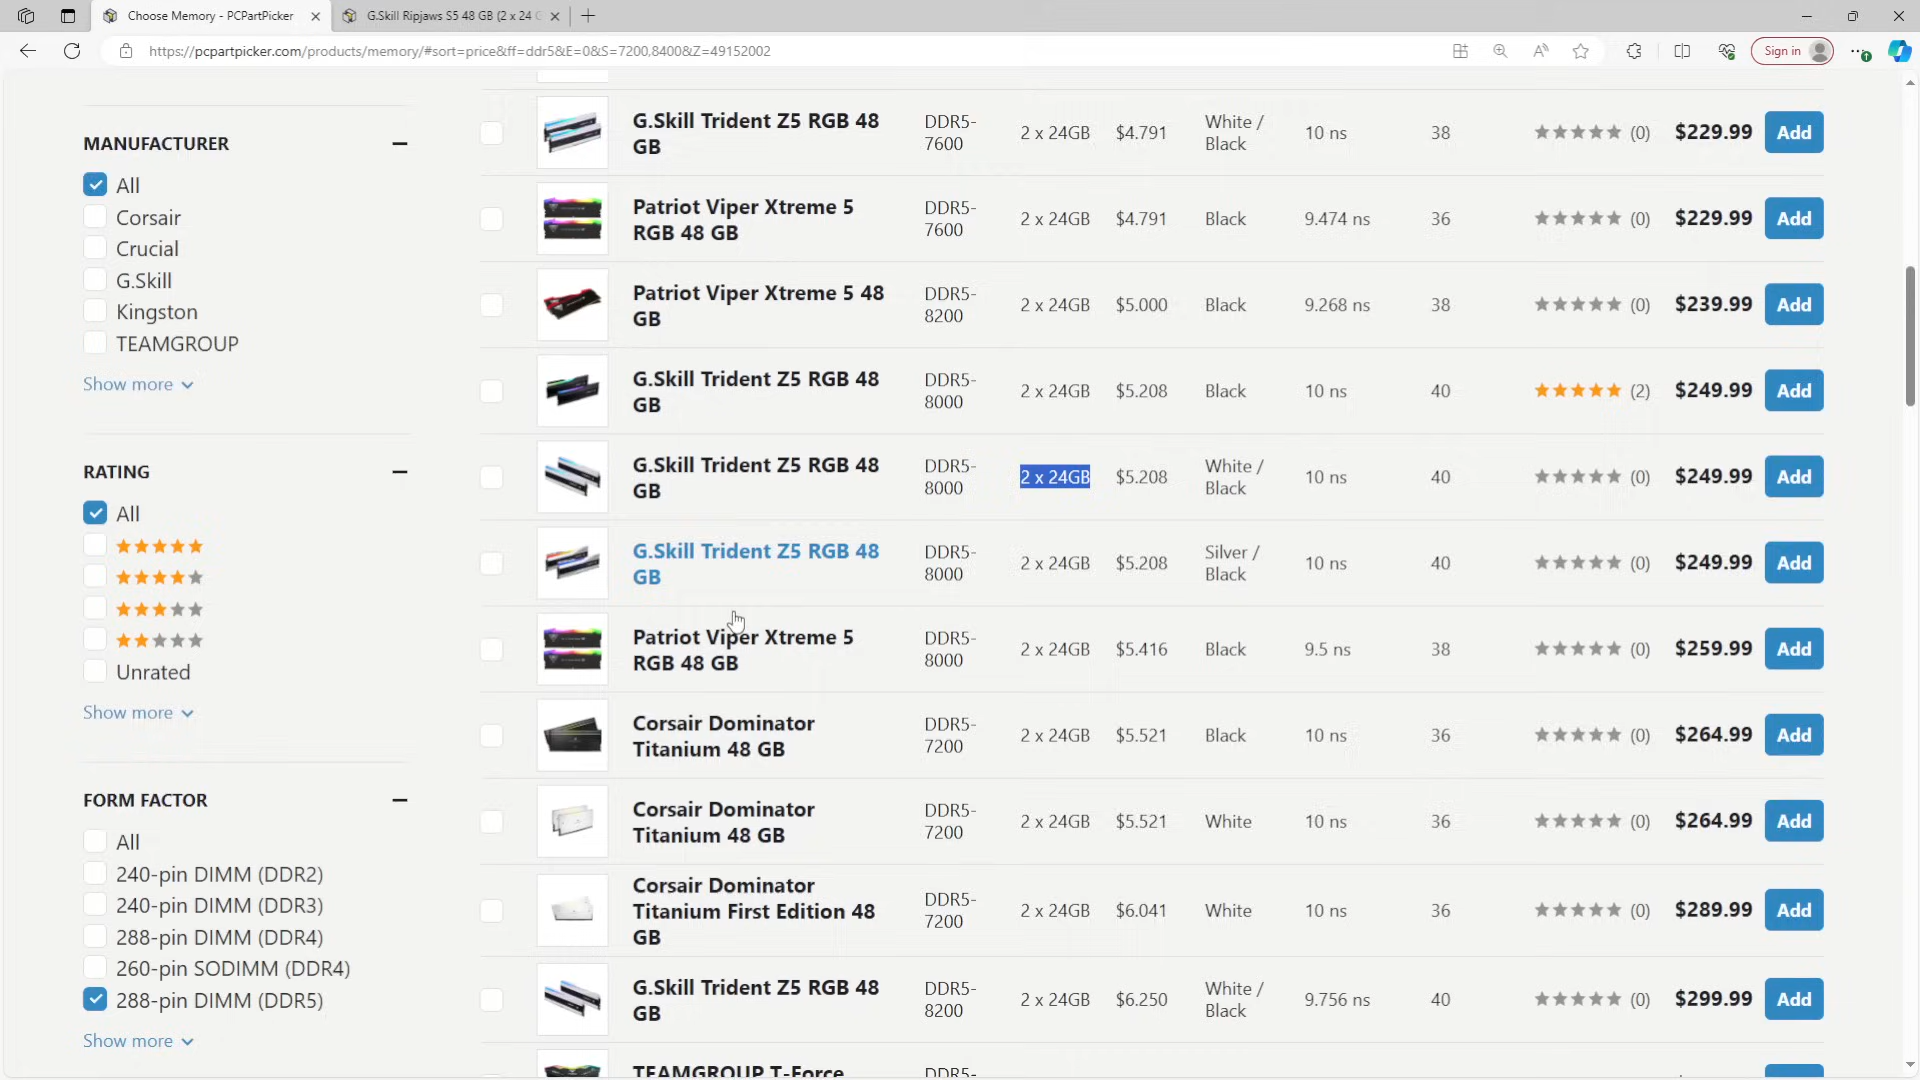 Choose Memory - PCPartPicker
G.Skill Ripjaws S5 48 GB (2 x 24 G
https://pcpartpicker.com/products/memory/#sort=price&ff=ddr5&E=0&S=7200,8400&Z=49152002
Sign in
MANUFACTURER
All
Corsair
Crucial
G.Skill
Kingston
TEAMGROUP
Show more
RATING
All
Unrated
Show more
FORM FACTOR
All
240-pin DIMM (DDR2)
240-pin DIMM (DDR3)
288-pin DIMM (DDR4)
260-pin SODIMM (DDR4)
288-pin DIMM (DDR5)
Show more
G.Skill Trident Z5 RGB 48 DDR5- 2 x 24GB $4.791 White / 10 ns 38 (0) $229.99 Add
GB 7600 Black
Patriot Viper Xtreme 5 DDR5- 2 x 24GB $4.791 Black 9.474 ns 36 (0) $229.99 Add
RGB 48 GB 7600
Patriot Viper Xtreme 5 48 DDR5- 2 x 24GB $5.000 Black 9.268 ns 38 (0) $239.99 Add
GB 8200
G.Skill Trident Z5 RGB 48 DDR5- 2 x 24GB $5.208 Black 10 ns 40 (2) $249.99 Add
GB 8000
G.Skill Trident Z5 RGB 48 DDR5- 2 x 24GB $5.208 White / 10 ns 40 (0) $249.99 Add
GB 8000 Black
G.Skill Trident Z5 RGB 48 DDR5- 2 x 24GB $5.208 Silver / 10 ns 40 (0) $249.99 Add
GB 8000 Black
Patriot Viper Xtreme 5 DDR5- 2 x 24GB $5.416 Black 9.5 ns 38 (0) $259.99 Add
RGB 48 GB 8000
Corsair Dominator DDR5- 2 x 24GB $5.521 Black 10 ns 36 (0) $264.99 Add
Titanium 48 GB 7200
Corsair Dominator DDR5- 2 x 24GB $5.521 White 10 ns 36 (0) $264.99 Add
Titanium 48 GB 7200
Corsair Dominator DDR5- 2 x 24GB $6.041 White 10 ns 36 (0) $289.99 Add
Titanium First Edition 48 7200
GB
G.Skill Trident Z5 RGB 48 DDR5- 2 x 24GB $6.250 White / 9.756 ns 40 (0) $299.99 Add
GB 8200 Black
TEAMGROUP T-Force DDR5-